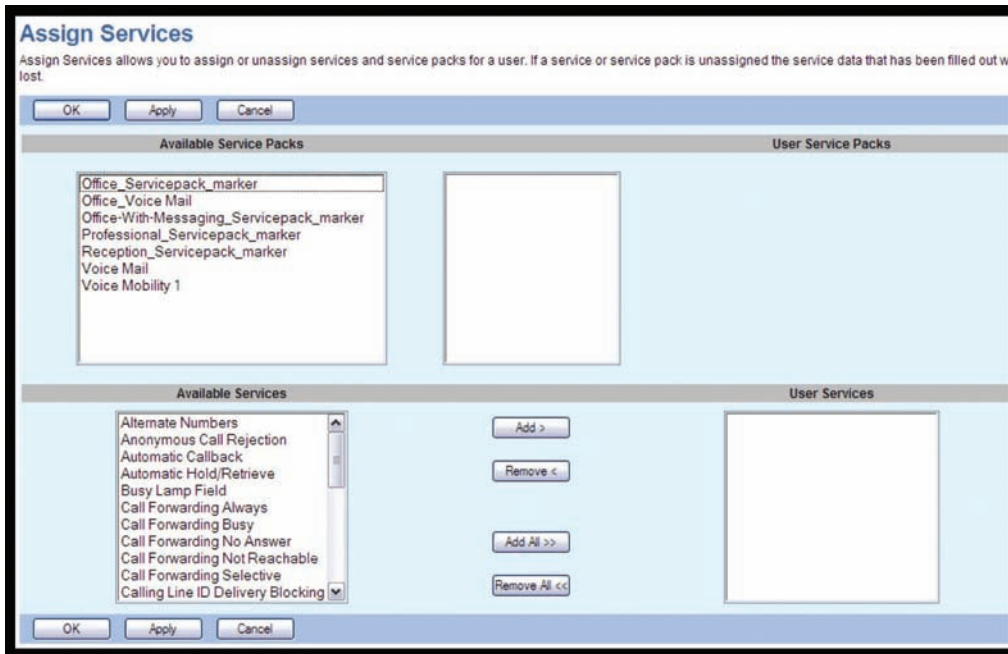 Assign Services
Assign Services allows you to assign or unassign services and service packs for a user. If a service or service pack is unassigned the service data that has been filled out w
lost.
OK Apply Cancel
Available Service Packs User Service Packs
Office_Servicepack_marker
Office_Voice Mail
Office-With-Messaging_Servicepack_marker
Professional_Servicepack_marker
Reception_Servicepack_marker
Voice Mail
Voice Mobility 1
Available Services User Services
Alternate Numbers
Anonymous Call Rejection
Automatic Callback
Automatic Hold/Retrieve
Busy Lamp Field
Call Forwarding Always
Call Forwarding Busy
Call Forwarding No Answer
Call Forwarding Not Reachable
Call Forwarding Selective
Calling Line ID Delivery Blocking
Add >
Remove <
Add All >>
Remove All <<
OK Apply Cancel